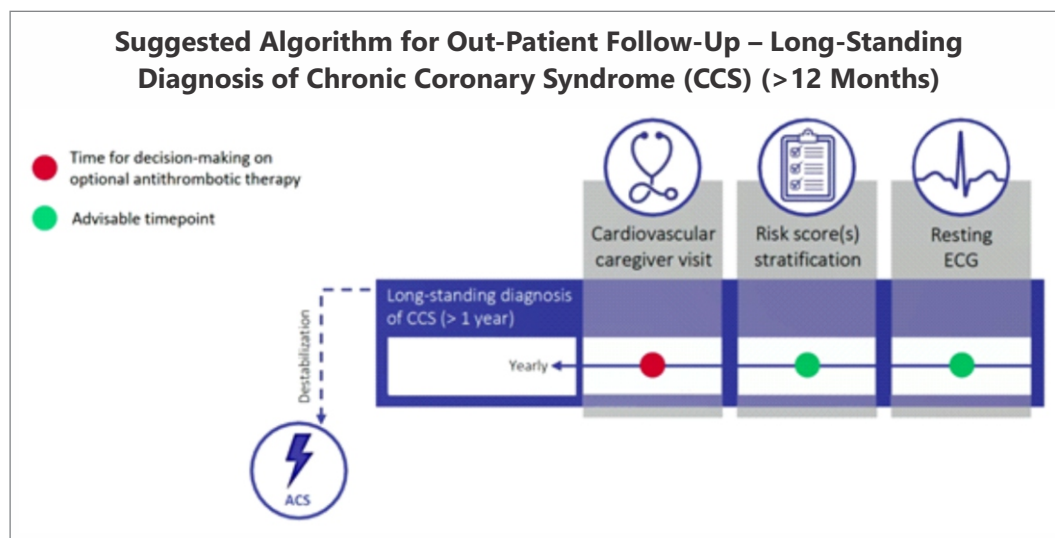 Suggested Algorithm for Out-Patient Follow-Up – Long-Standing
Diagnosis of Chronic Coronary Syndrome (CCS) (>12 Months)
Time for decision-making on
optional antithrombotic therapy
Advisable timepoint
Cardiovascular
caregiver visit
Risk score(s)
stratification
Resting
ECG
Long-standing diagnosis
of CCS (> 1 year)
Yearly
Destabilization
ACS